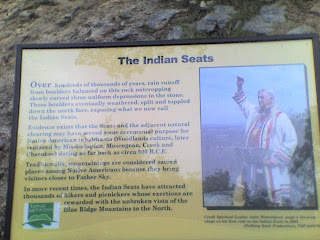 The Indian Seats
Over hundreds of thousands of years, rain runoff
from boulders balanced on this rock outcropping
slowly carved these uniform depressions in the stone.
These boulders eventually weathered, split and toppled
down the north face, exposing what we now call
the Indian Seats.
Evidence exists that the Seats and the adjacent natural
clearing may have served some ceremonial purpose for
Native American inhabitants (Woodlands culture, later
replaced by Mississippian, Muscogean, Creek and
Cherokee) dating as far back as circa B.C.E.
Traditionally, mountaintops are considered sacred
places among Native Americans because they bring
visitors closer to Father Sky.
In more recent times, the Indian Seats have attracted
thousands of hikers and picnickers whose exertions are
rewarded with the unbroken vista of the
Blue Ridge Mountains to the North.
Creek Spiritual Leader